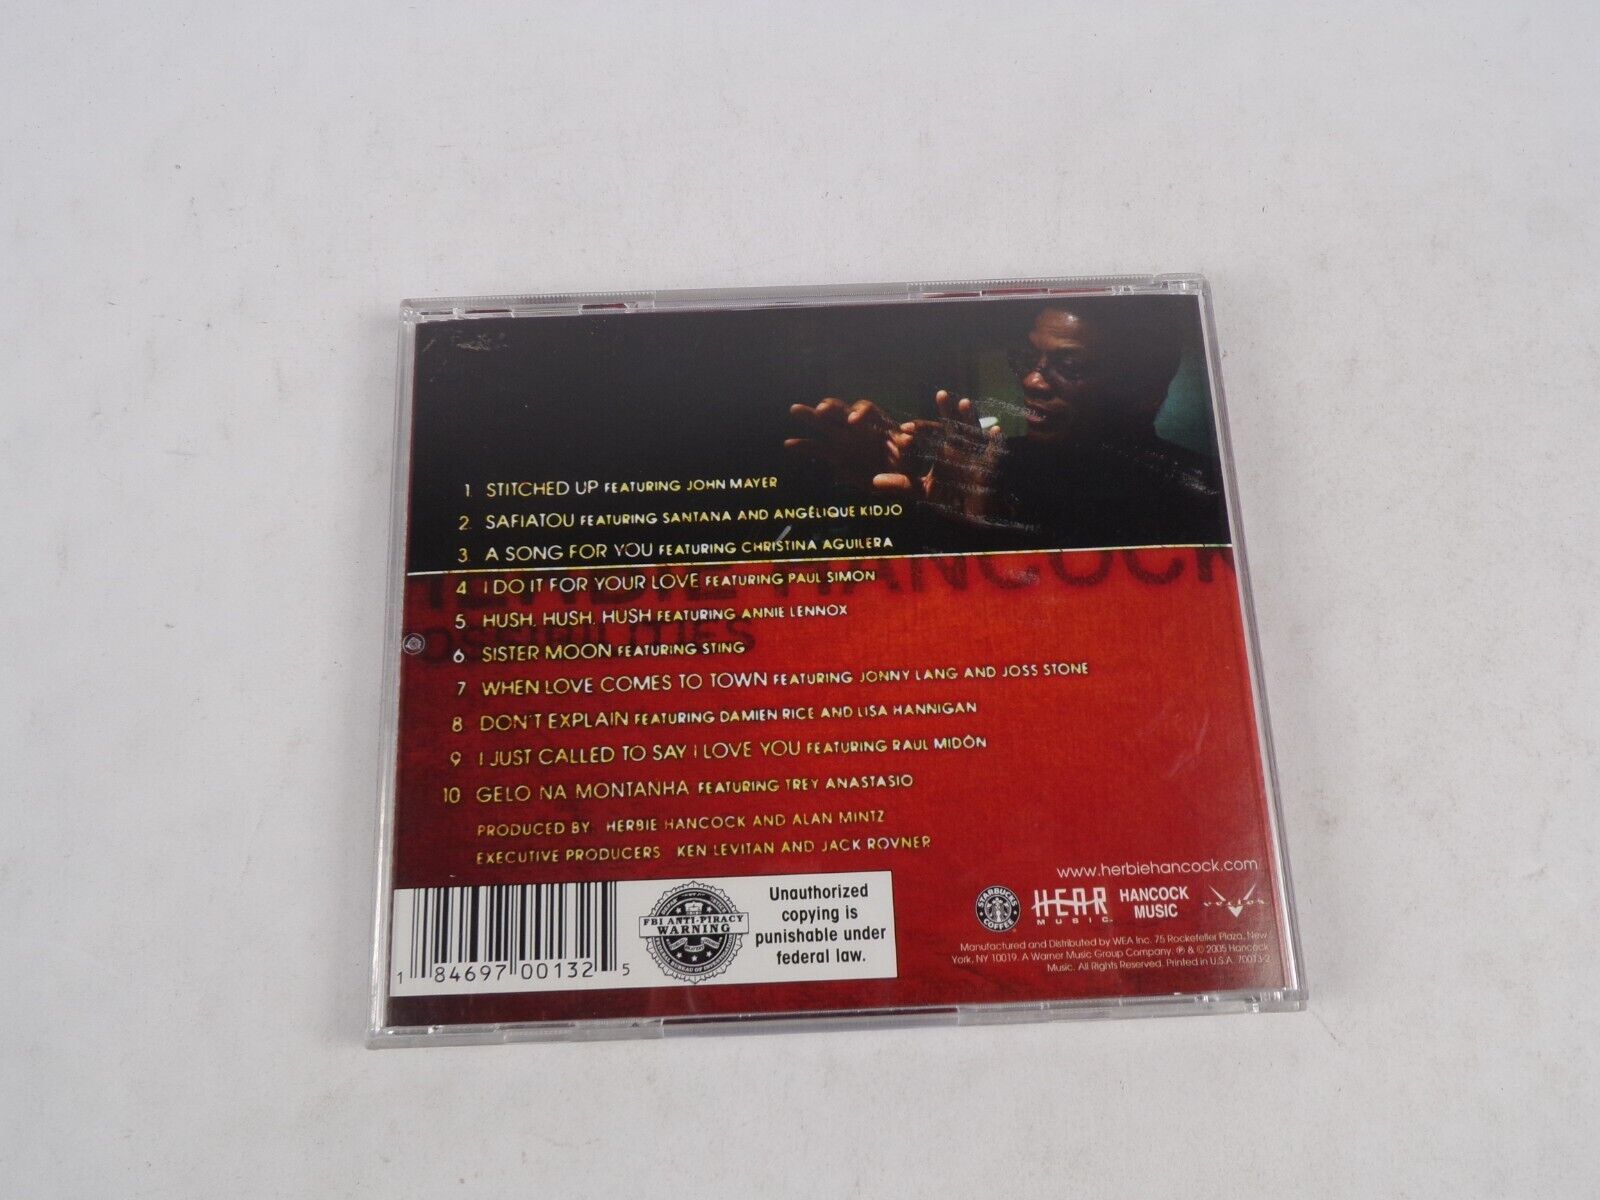 1. STITCHED UP FEATURING JOHN MAYER
2. SAFIATOU FEATURING SANTANA AND ANGÉLIQUE KIDJO
3. A SONG FOR YOU FEATURING CHRISTINA AGUILERA
HERBIE HANCOCK
4 I DO IT FOR YOUR LOVE FEATURING PAUL SIMON
5. HUSH, HUSH, HUSH FEATURING ANNIE LENNOX
POSSIBILITIES
6 SISTER MOON FEATURING STING
7 WHEN LOVE COMES TO TOWN FEATURING JONNY LANG AND JOSS STONE
8 DON'T EXPLAIN FEATURING DAMIEN RICE AND LISA HANNIGAN
9 I JUST CALLED TO SAY I LOVE YOU FEATURING RAUL MIDÓN
10 GELO NA MONTANHA FEATURING TREY ANASTASIO
PRODUCED BY HERBIE HANCOCK AND ALAN MINTZ
EXECUTIVE PRODUCERS KEN LEVITAN AND JACK ROVNER
www.herbiehancock.com
1 84697 00132 5
FBI ANTI-PIRACY
WARNING
Unauthorized
copying is
punishable under
federal law.
STARBUCKS
COFFEE
HEAR
MUSIC
HANCOCK
MUSIC
VECTOR
Manufactured and Distributed by WEA Inc. 75 Rockefeller Plaza, New
York, NY 10019. A Warner Music Group Company. ℗ & © 2005 Hancock
Music. All Rights Reserved. Printed in U.S.A. 70013-2